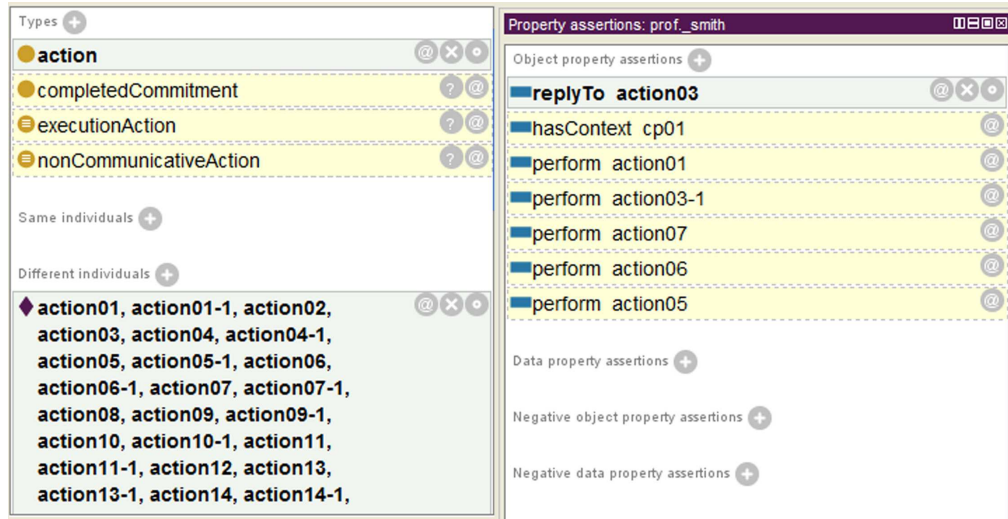 Types
action
completedCommitment
executionAction
nonCommunicativeAction
Same individuals
Different individuals
action01, action01-1, action02,
action03, action04, action04-1,
action05, action05-1, action06,
action06-1, action07, action07-1,
action08, action09, action09-1,
action10, action10-1, action11,
action11-1, action12, action13,
action13-1, action14, action14-1,
Property assertions: prof._smith
Object property assertions
replyTo action03
hasContext cp01
perform action01
perform action03-1
perform action07
perform action06
perform action05
Data property assertions
Negative object property assertions
Negative data property assertions